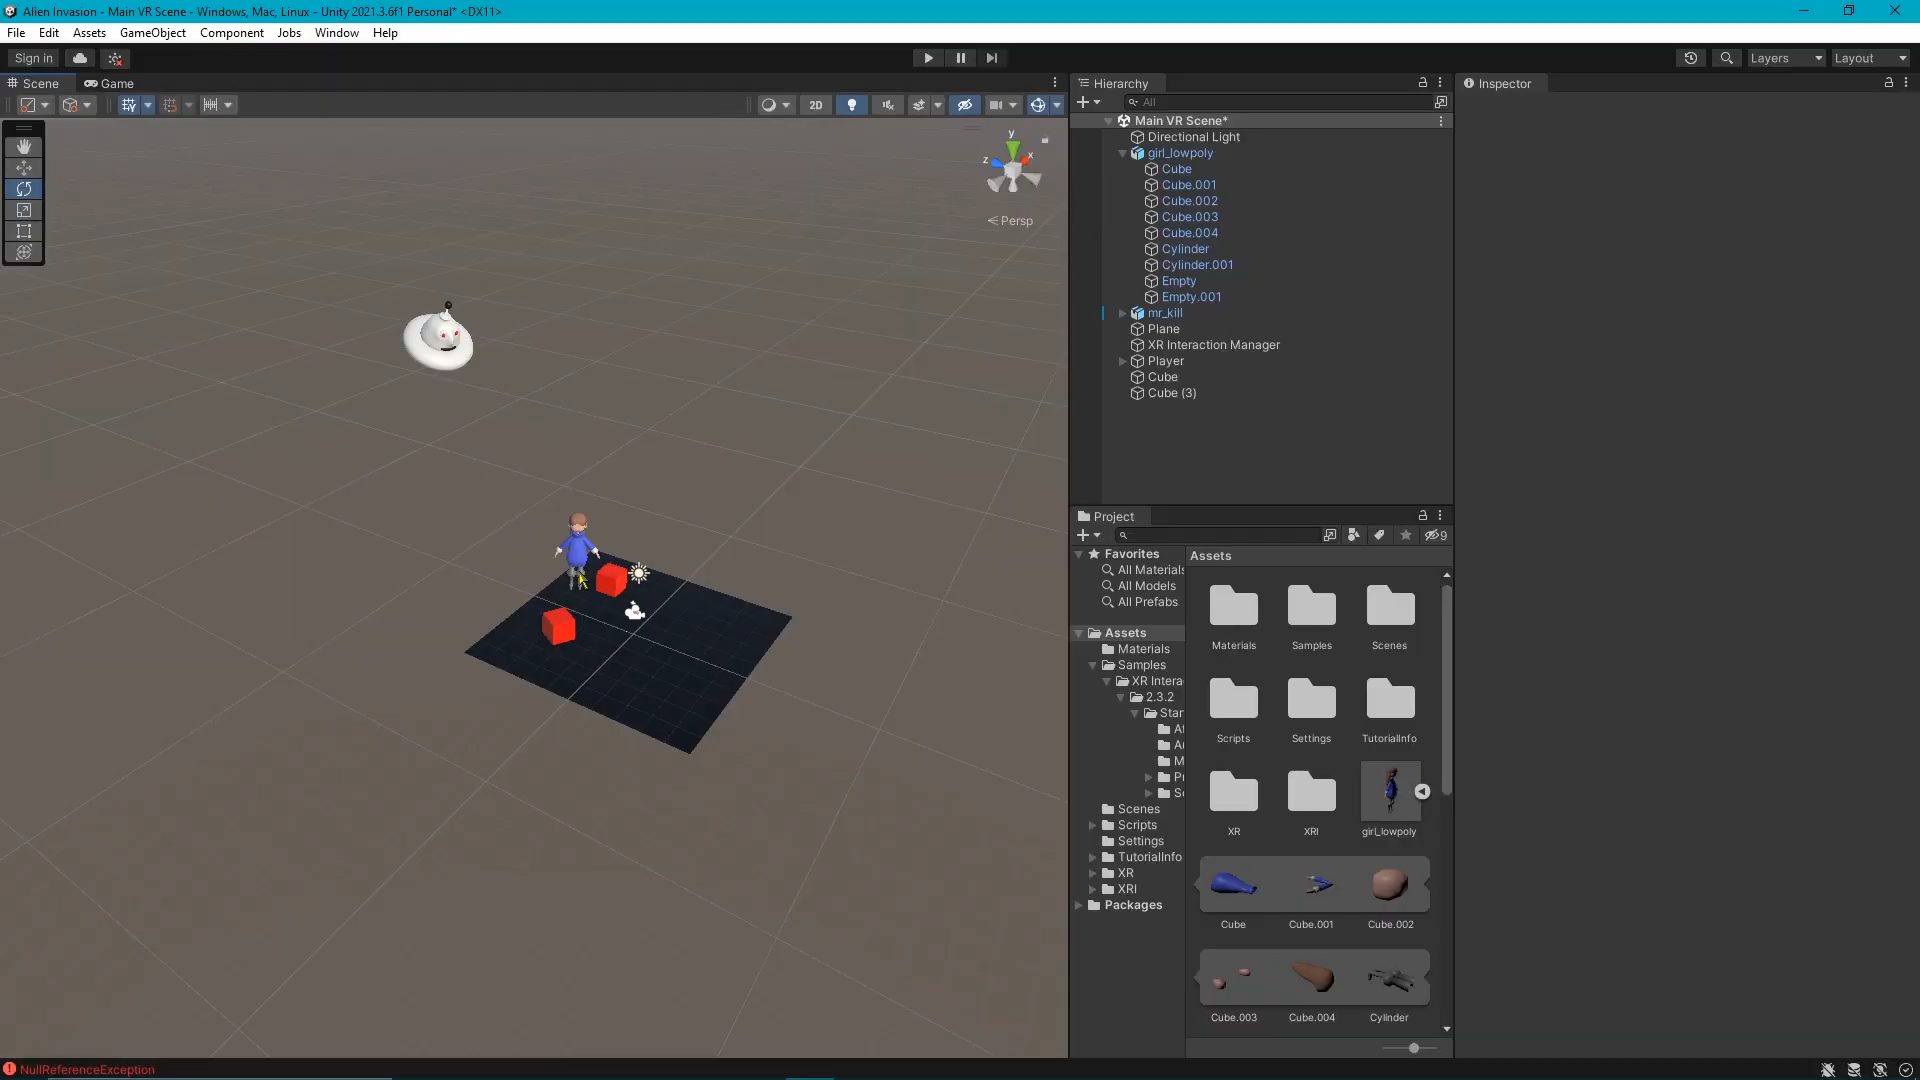 Alien Invasion - Main VR Scene - Windows, Mac, Linux - Unity 2021.3.6f1 Personal* <DX11>
File Edit Assets GameObject Component Jobs Window Help
Sign in
Layers
Layout
Scene
Game
2D
y
x
z
Persp
Hierarchy
All
Main VR Scene*
Directional Light
girl_lowpoly
Cube
Cube.001
Cube.002
Cube.003
Cube.004
Cylinder
Cylinder.001
Empty
Empty.001
mr_kill
Plane
XR Interaction Manager
Player
Cube
Cube (3)
Inspector
Project
9
Favorites
All Materials
All Models
All Prefabs
Assets
Materials
Samples
XR Intera
2.3.2
Star
Scenes
Scripts
Settings
TutorialInfo
XR
XRI
Packages
Assets
Materials Samples Scenes
Scripts Settings TutorialInfo
XR XRI girl_lowpoly
Cube Cube.001 Cube.002
Cube.003 Cube.004 Cylinder
NullReferenceException